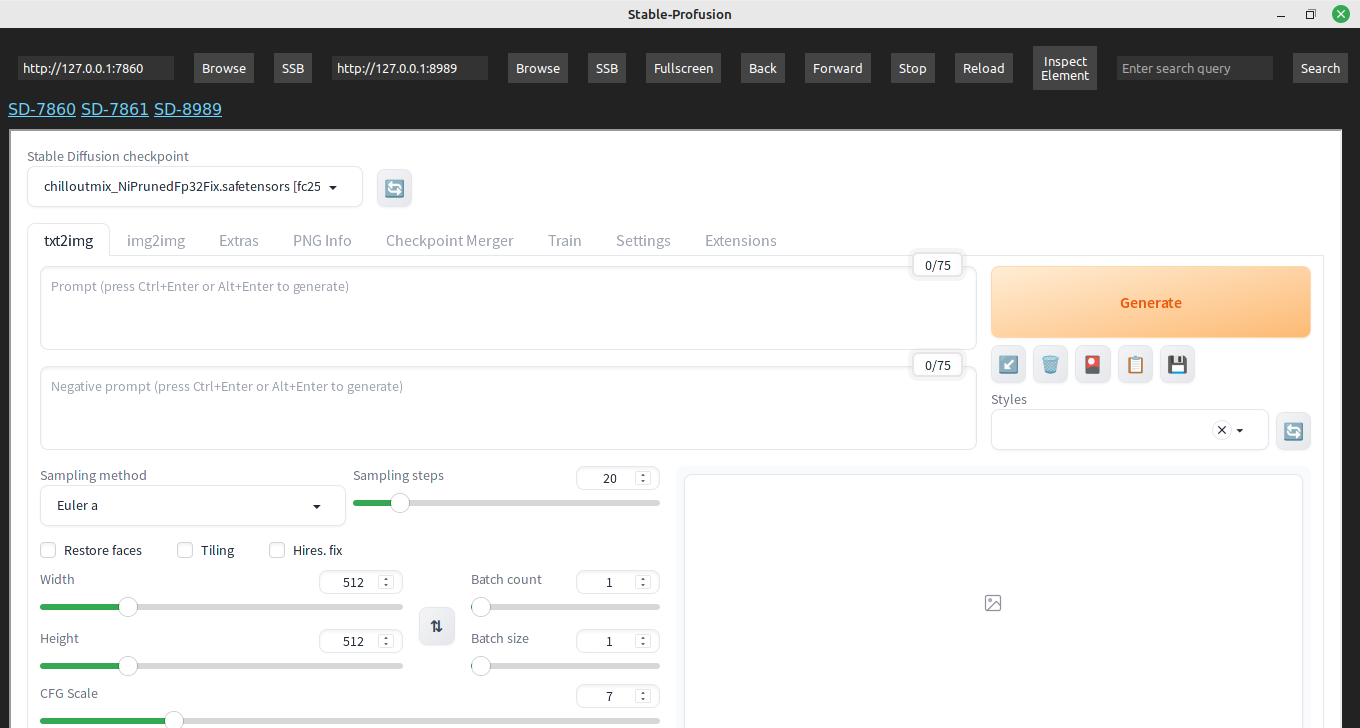 Stable-Profusion
http://127.0.0.1:7860 Browse SSB http://127.0.0.1:8989 Browse SSB Fullscreen Back Forward Stop Reload Inspect Element Enter search query Search
SD-7860 SD-7861 SD-8989
Stable Diffusion checkpoint
chilloutmix_NiPrunedFp32Fix.safetensors [fc25
txt2img img2img Extras PNG Info Checkpoint Merger Train Settings Extensions
0/75
Prompt (press Ctrl+Enter or Alt+Enter to generate)
Generate
0/75
Negative prompt (press Ctrl+Enter or Alt+Enter to generate)
Styles
Sampling method Sampling steps 20
Euler a
Restore faces Tiling Hires. fix
Width 512 Batch count 1
Height 512 Batch size 1
CFG Scale 7